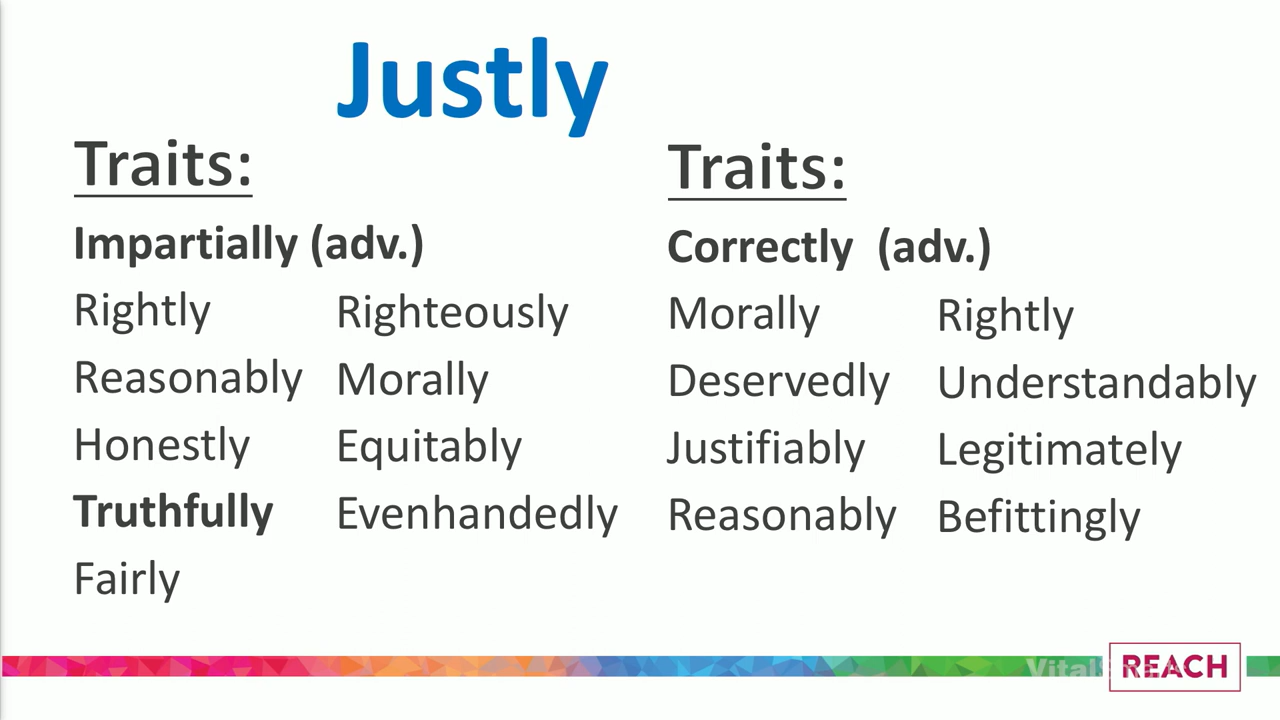 Justly
Traits:
Impartially (adv.)
Rightly Righteously
Reasonably Morally
Honestly Equitably
Truthfully Evenhandedly
Fairly
Traits:
Correctly (adv.)
Morally Rightly
Deservedly Understandably
Justifiably Legitimately
Reasonably Befittingly
VitalSmarts
REACH